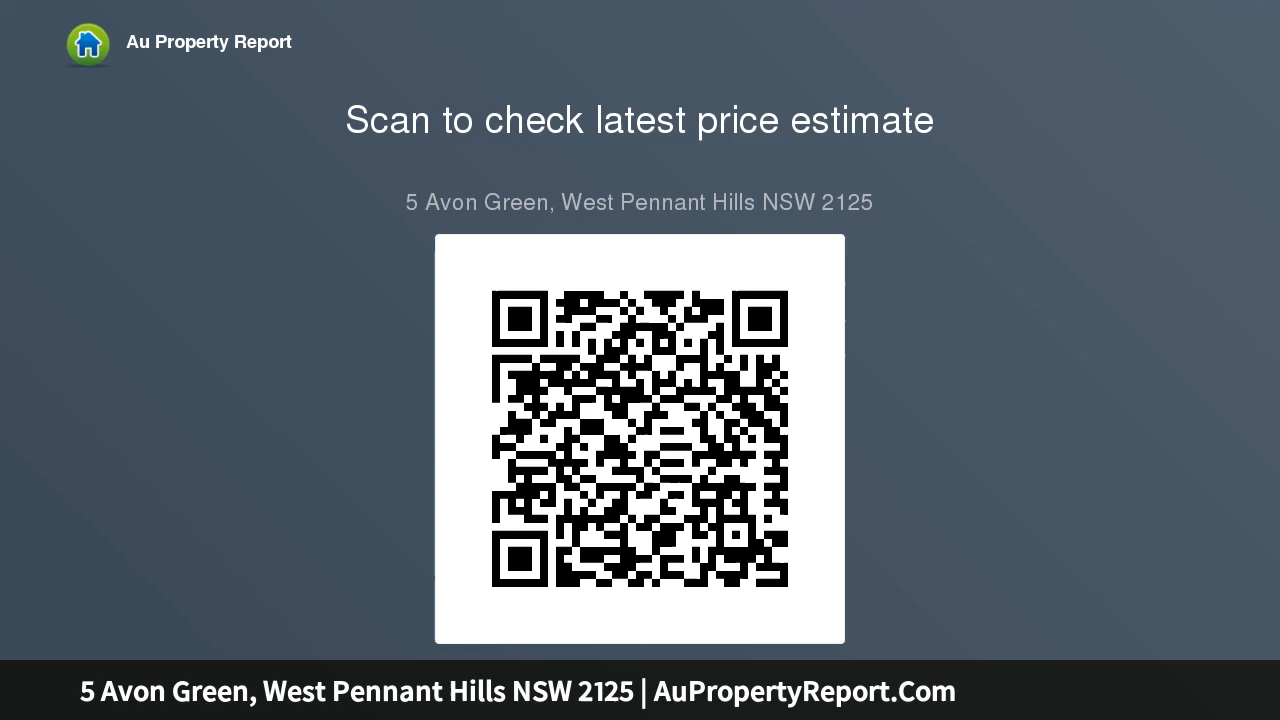 Au Property Report
Scan to check latest price estimate
5 Avon Green, West Pennant Hills NSW 2125
5 Avon Green, West Pennant Hills NSW 2125 | AuPropertyReport.Com